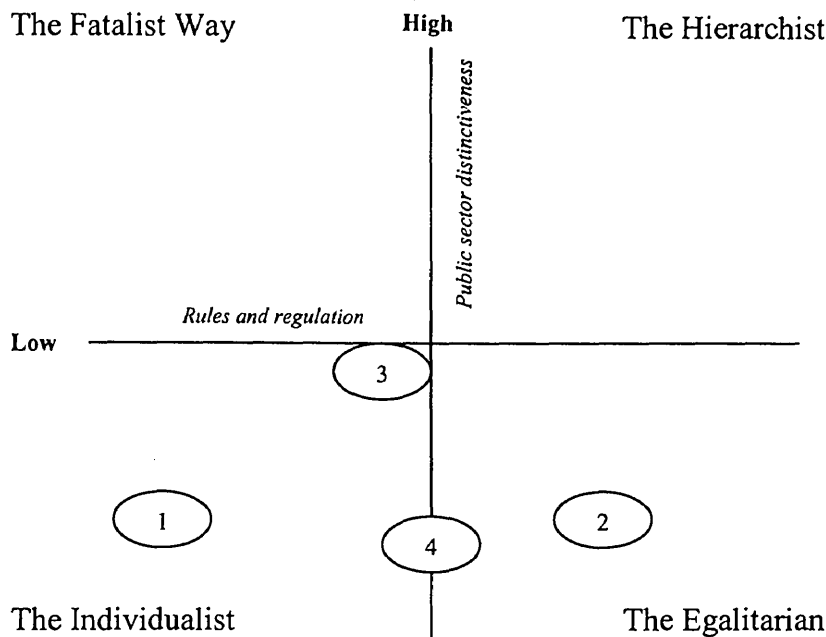 The Fatalist Way
High
The Hierarchist
Public sector distinctiveness
Rules and regulation
Low
3
1
2
4
The Individualist
The Egalitarian